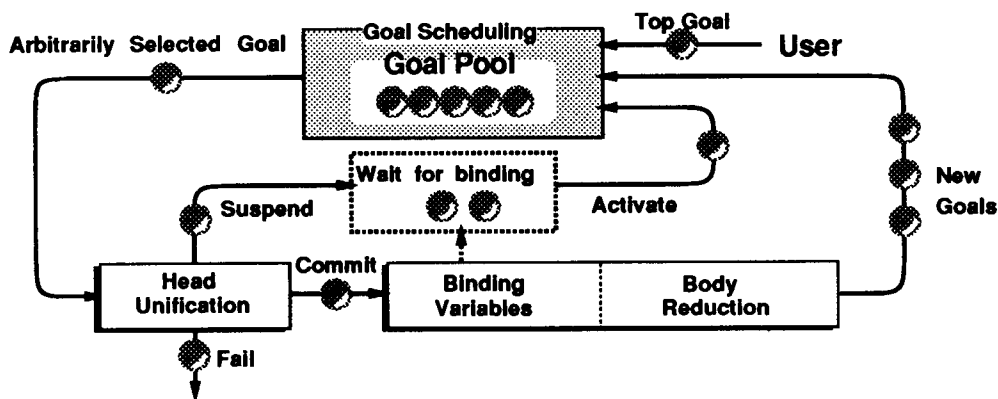 Goal Scheduling
Top Goal
User
Arbitrarily Selected Goal
Goal Pool
Wait for binding
Suspend
Activate
New
Goals
Commit
Head
Unification
Binding
Variables
Body
Reduction
Fail